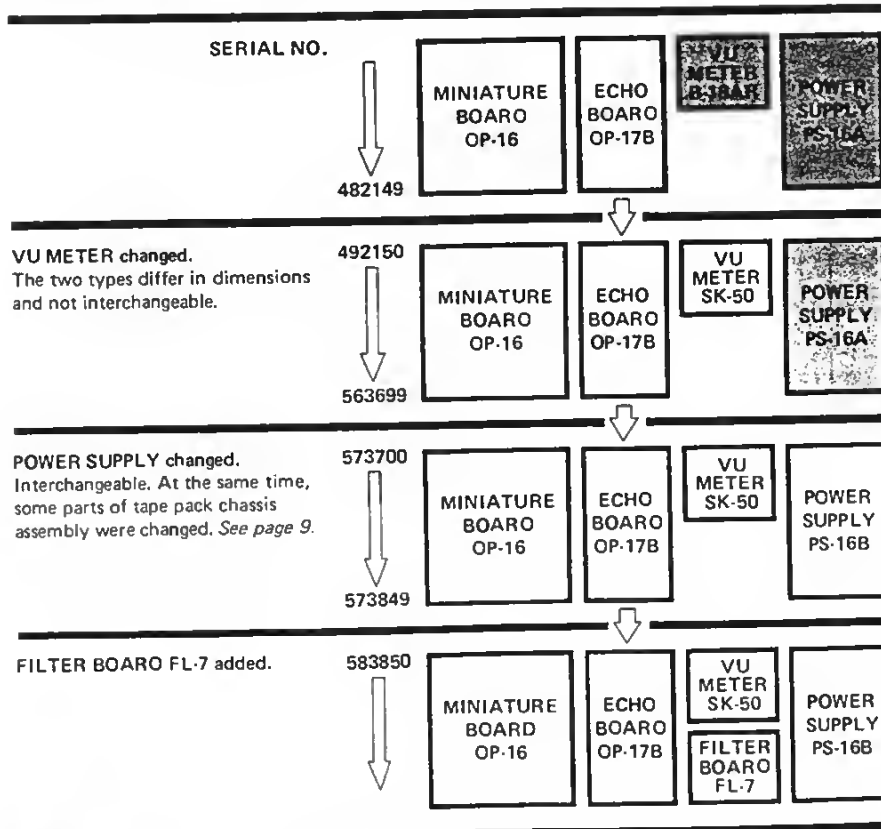 SERIAL NO.
482149
MINIATURE
BOARO
OP-16
ECHO
BOARO
OP-17B
VU
METER
POWER
SUPPLY
PS-16A
VU METER changed.
The two types differ in dimensions
and not interchangeable.
492150
563699
MINIATURE
BOARO
OP-16
ECHO
BOARO
OP-17B
VU
METER
SK-50
POWER
SUPPLY
PS-16A
POWER SUPPLY changed.
Interchangeable. At the same time,
some parts of tape pack chassis
assembly were changed. See page 9.
573700
573849
MINIATURE
BOARO
OP-16
ECHO
BOARO
OP-17B
VU
METER
SK-50
POWER
SUPPLY
PS-16B
FILTER BOARO FL-7 added.
583850
MINIATURE
BOARD
OP-16
ECHO
BOARO
OP-17B
VU
METER
SK-50
FILTER
BOARO
FL-7
POWER
SUPPLY
PS-16B